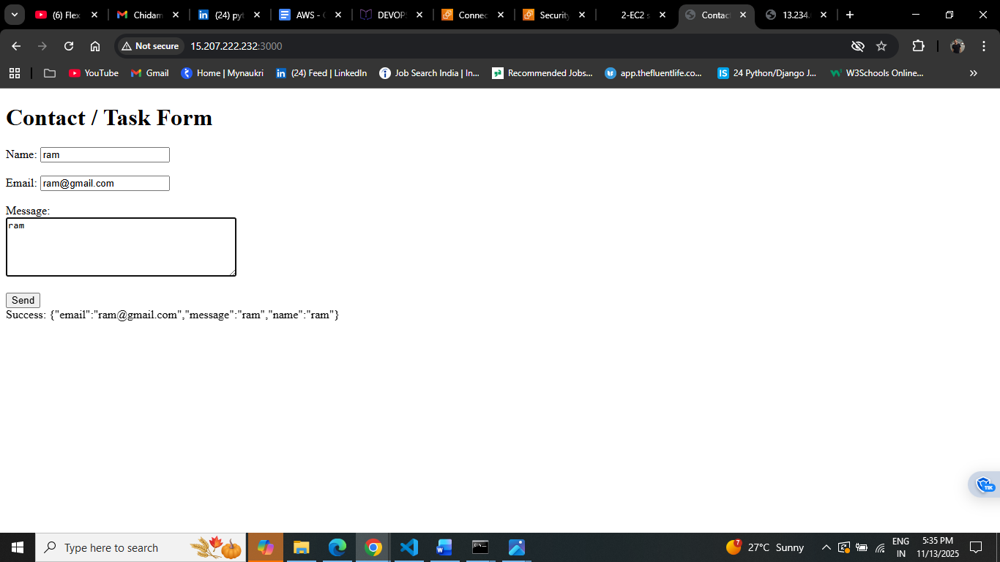 (6) Flex
Chidam
(24) pyt
AWS - C
DEVOPS
Connec
Security
2-EC2 s
Contac
13.234.
Not secure
15.207.222.232:3000
YouTube
Gmail
Home | Mynaukri
(24) Feed | LinkedIn
Job Search India | In...
Recommended Jobs...
app.thefluentlife.co...
24 Python/Django J...
W3Schools Online...
Contact / Task Form
Name: ram
Email: ram@gmail.com
Message:
ram
Send
Success: {"email":"ram@gmail.com","message":"ram","name":"ram"}
11K
Type here to search
7
27°C Sunny
ENG
IN
5:35 PM
11/13/2025